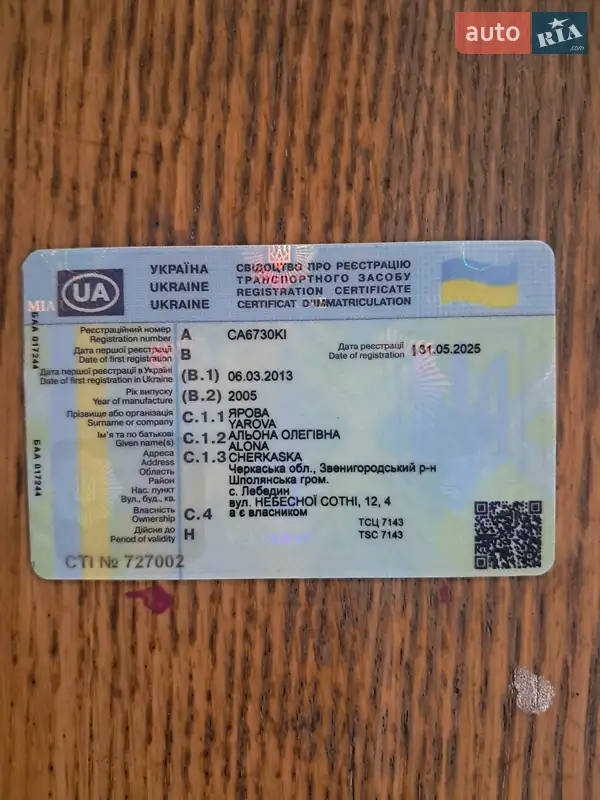 auto RIA .com
УКРАЇНА
UKRAINE
UKRAINE
СВІДОЦТВО ПРО РЕЄСТРАЦІЮ
ТРАНСПОРТНОГО ЗАСОБУ
REGISTRATION CERTIFICATE
CERTIFICAT D'IMMATRICULATION
UA
MIA
БАА 017244
БАА 017244
Реєстраційний номер
Registration number
A CA6730KI
Дата першої реєстрації
Date of first registration
B
Дата реєстрації
Date of registration
I 31.05.2025
Дата першої реєстрації в Україні
Date of first registration in Ukraine
(B.1) 06.03.2013
Рік випуску
Year of manufacture
(B.2) 2005
Прізвище або організація
Surname or company
C.1.1 ЯРОВА
YAROVA
Ім'я та по батькові
Given name(s)
C.1.2 АЛЬОНА ОЛЕГІВНА
ALONA
Адреса
Address
C.1.3 CHERKASKA
Область
Район
Нас. пункт
Вул., буд., кв.
Черкаська обл., Звенигородський р-н
Шполянська гром.
с. Лебедин
вул. НЕБЕСНОЇ СОТНІ, 12, 4
Власність
Ownership
C.4 а є власником
Дійсне до
Period of validity
H
ТСЦ 7143
TSC 7143
СТІ № 727002